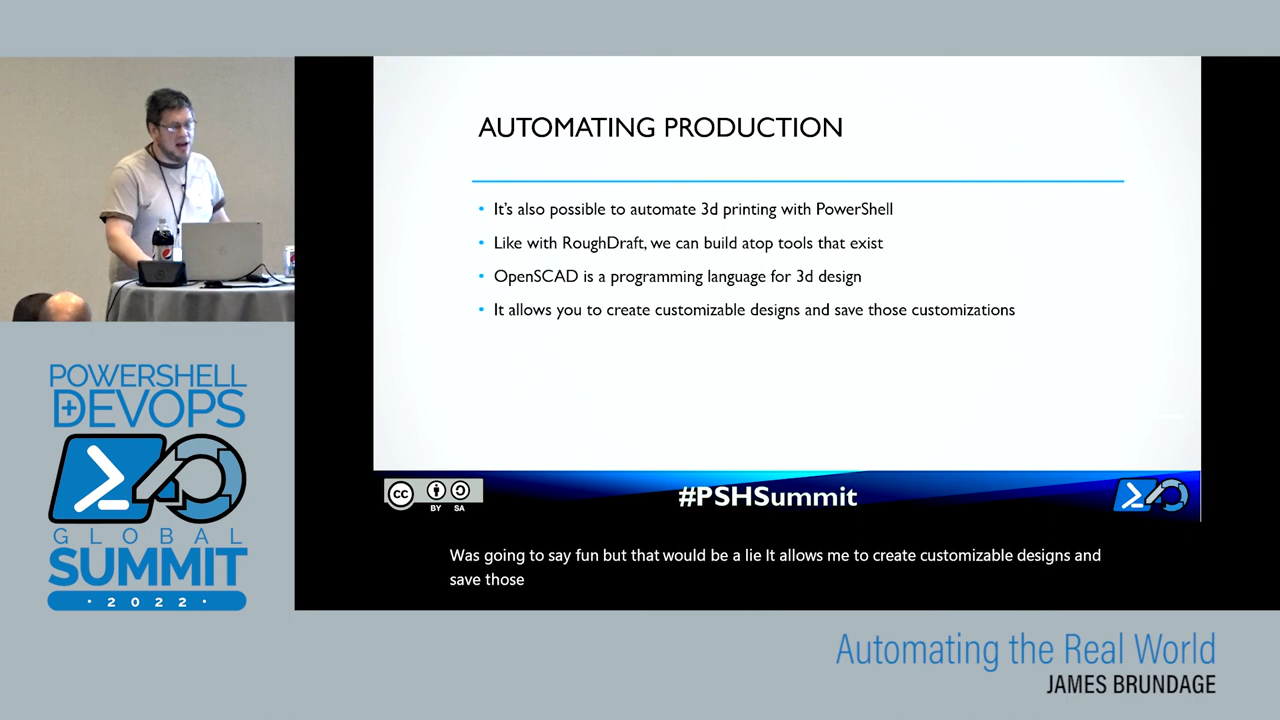 AUTOMATING PRODUCTION
• It's also possible to automate 3d printing with PowerShell
• Like with RoughDraft, we can build atop tools that exist
• OpenSCAD is a programming language for 3d design
• It allows you to create customizable designs and save those customizations
cc
BY SA
#PSHSummit
Was going to say fun but that would be a lie It allows me to create customizable designs and
save those
POWERSHELL
+ DEVOPS
GLOBAL
SUMMIT
· 2022 ·
Automating the Real World
JAMES BRUNDAGE